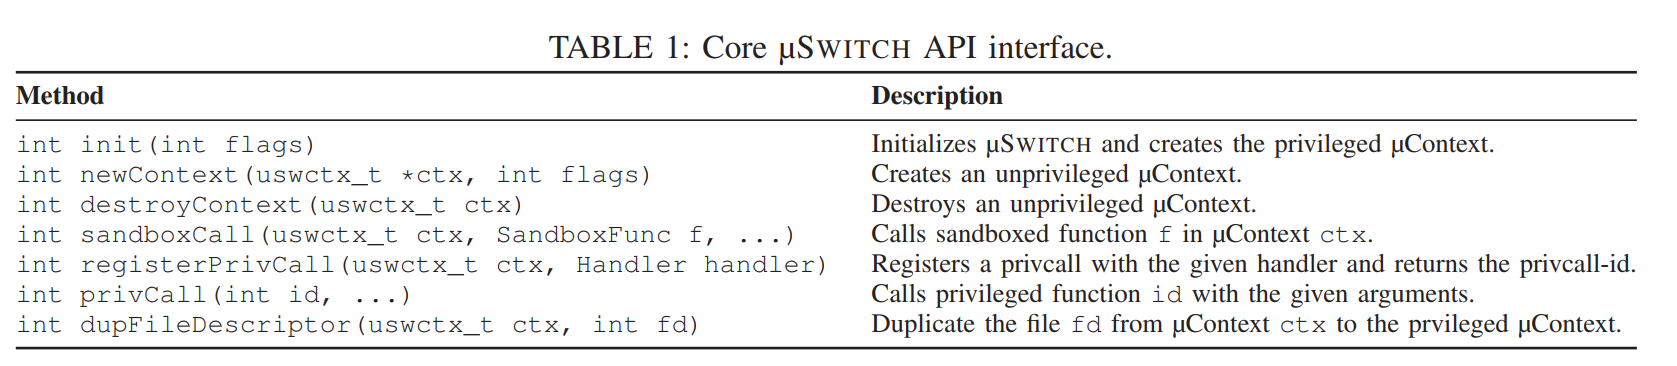 TABLE 1: Core µSWITCH API interface.
Method Description
int init(int flags) Initializes µSWITCH and creates the privileged µContext.
int newContext(uswctx_t *ctx, int flags) Creates an unprivileged µContext.
int destroyContext(uswctx_t ctx) Destroys an unprivileged µContext.
int sandboxCall(uswctx_t ctx, SandboxFunc f, ...) Calls sandboxed function f in µContext ctx.
int registerPrivCall(uswctx_t ctx, Handler handler) Registers a privcall with the given handler and returns the privcall-id.
int privCall(int id, ...) Calls privileged function id with the given arguments.
int dupFileDescriptor(uswctx_t ctx, int fd) Duplicate the file fd from µContext ctx to the prvileged µContext.